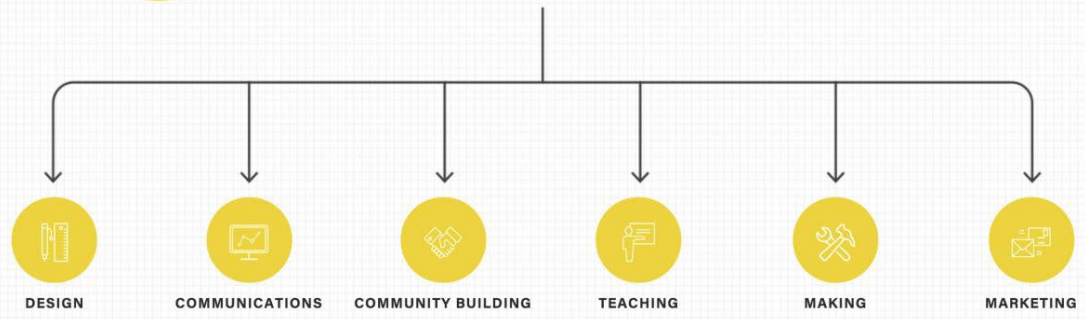 DESIGN
COMMUNICATIONS
COMMUNITY BUILDING
TEACHING
MAKING
MARKETING